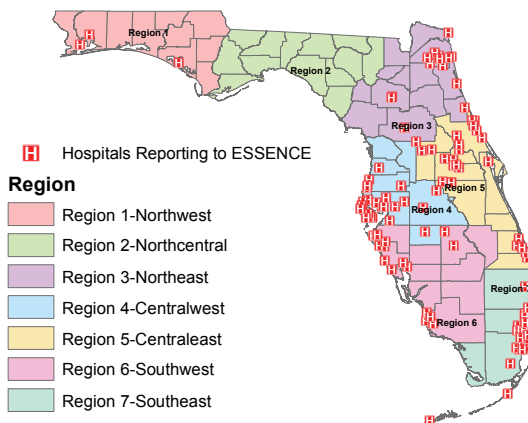 Region 1
Region 2
Region 3
H Hospitals Reporting to ESSENCE
Region
Region 5
Region 1-Northwest
Region 4
Region 2-Northcentral
Region 3-Northeast
Region 4-Centralwest
Region 7
Region 5-Centraleast
Region 6
Region 6-Southwest
Region 7-Southeast